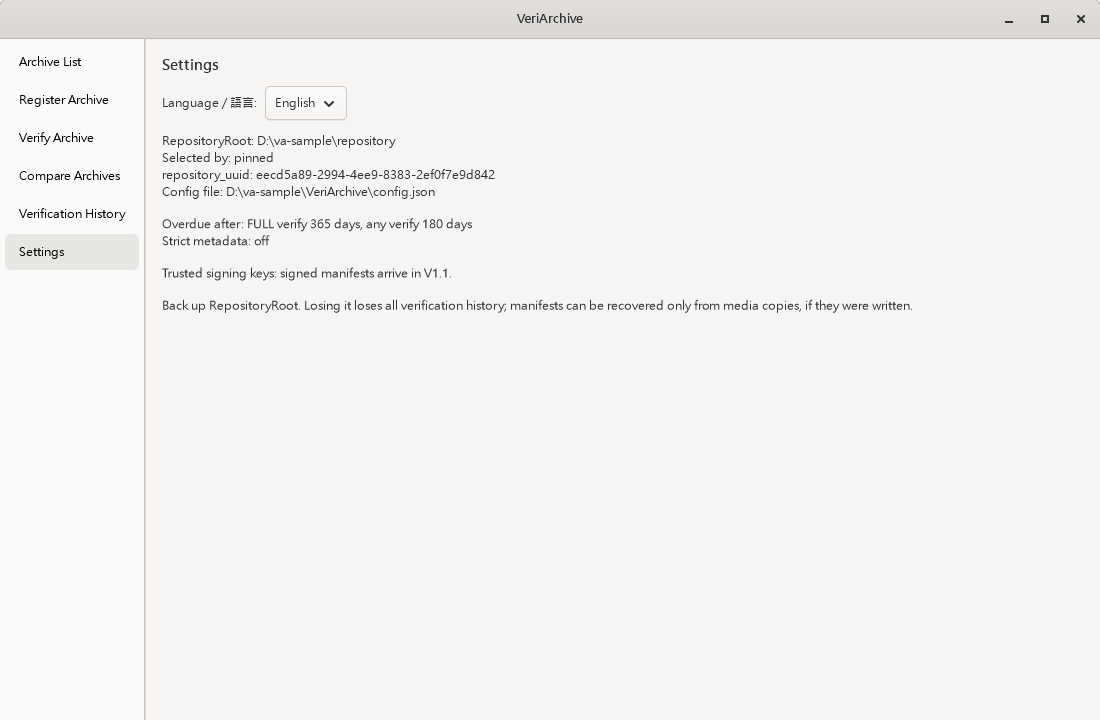 VeriArchive
Archive List
Register Archive
Verify Archive
Compare Archives
Verification History
Settings
Settings
Language / 語言:
English
RepositoryRoot: D:\va-sample\repository
Selected by: pinned
repository_uuid: eecd5a89-2994-4ee9-8383-2ef0f7e9d842
Config file: D:\va-sample\VeriArchive\config.json
Overdue after: FULL verify 365 days, any verify 180 days
Strict metadata: off
Trusted signing keys: signed manifests arrive in V1.1.
Back up RepositoryRoot. Losing it loses all verification history; manifests can be recovered only from media copies, if they were written.